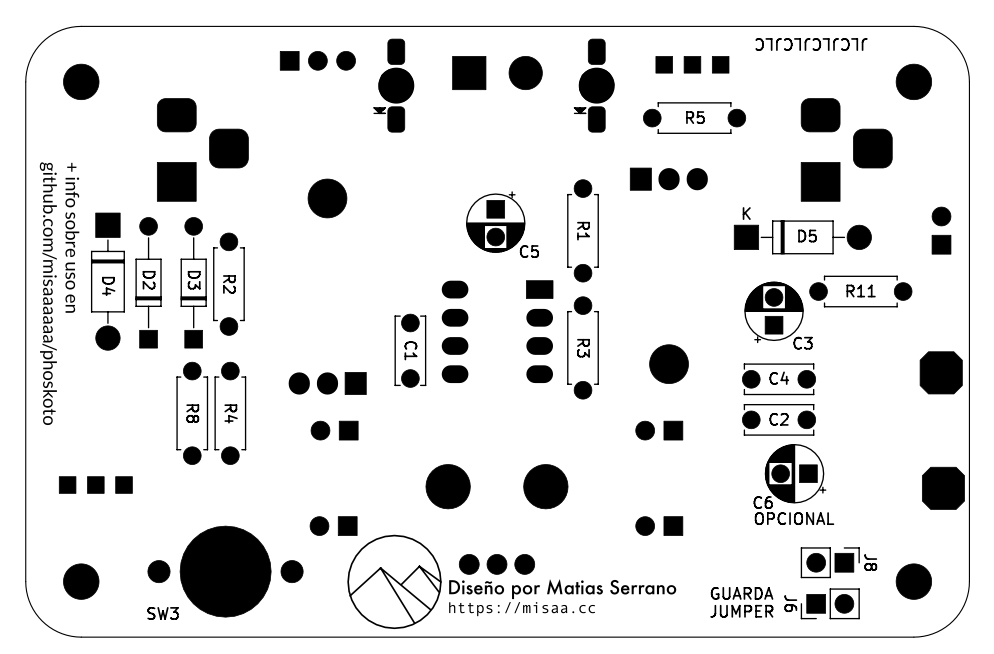 JLCJLCJLCJLC
R5
+ info sobre uso en
github.com/misaaaaaa/phoskoto
+
C5
R1
K
D5
D4
D2
D3
R2
R11
C1
R3
+
C3
C4
C2
R8
R4
+
C6
OPCIONAL
J8
SW3
Diseño por Matias Serrano
https://misaa.cc
GUARDA
JUMPER
J6